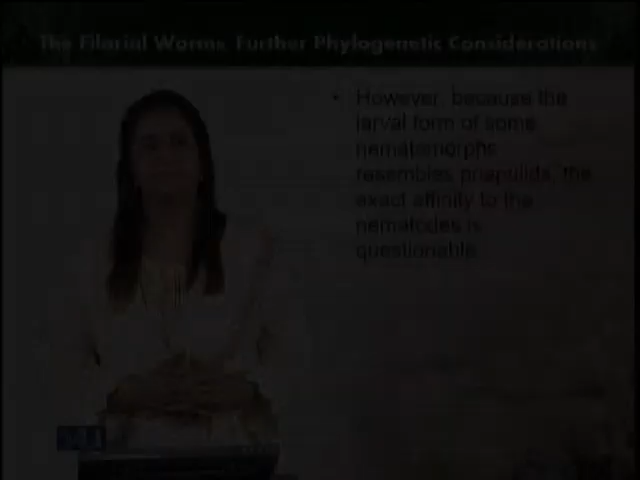 The Filarial Worms, Further Phylogenetic Considerations
• However, because the
larval form of some
nematomorphs
resembles priapulids, the
exact affinity to the
nematodes is
questionable